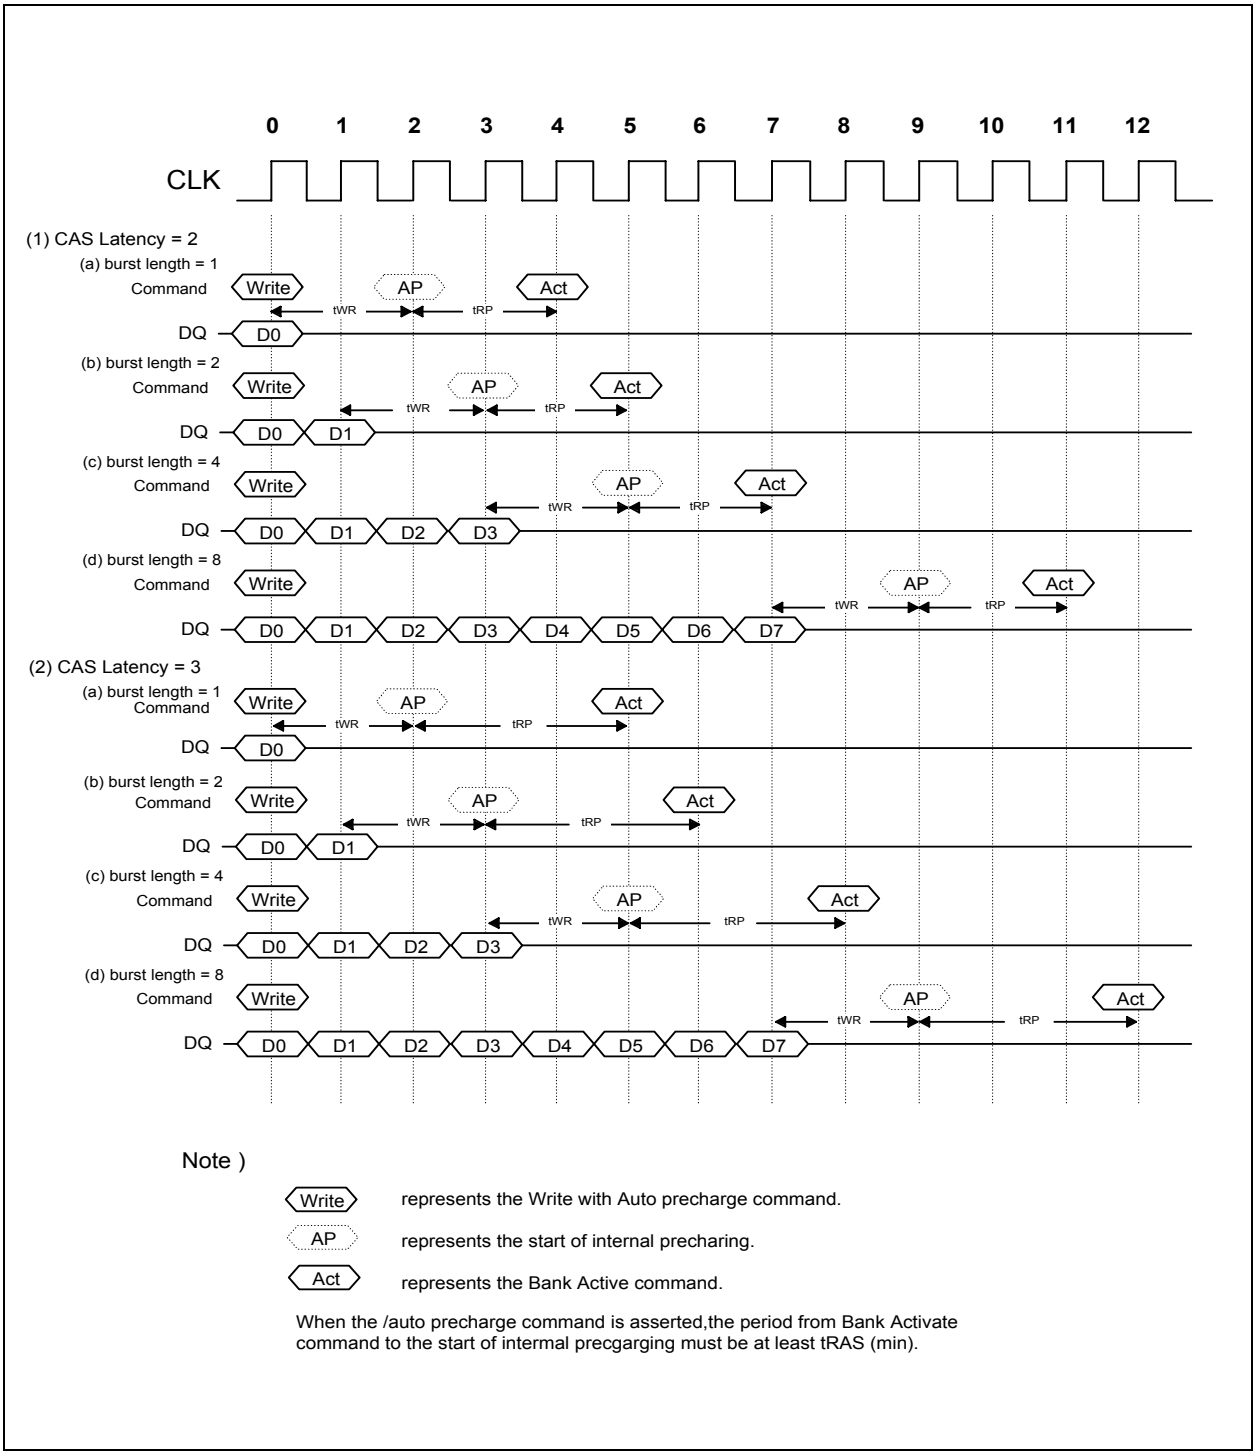 0 1 2 3 4 5 6 7 8 9 10 11 12
CLK
(1) CAS Latency = 2
(a) burst length = 1
Command Write AP Act
tWR tRP
DQ D0
(b) burst length = 2
Command Write AP Act
tWR tRP
DQ D0 D1
(c) burst length = 4
Command Write AP Act
tWR tRP
DQ D0 D1 D2 D3
(d) burst length = 8
Command Write AP Act
tWR tRP
DQ D0 D1 D2 D3 D4 D5 D6 D7
(2) CAS Latency = 3
(a) burst length = 1
Command Write AP Act
tWR tRP
DQ D0
(b) burst length = 2
Command Write AP Act
tWR tRP
DQ D0 D1
(c) burst length = 4
Command Write AP Act
tWR tRP
DQ D0 D1 D2 D3
(d) burst length = 8
Command Write AP Act
tWR tRP
DQ D0 D1 D2 D3 D4 D5 D6 D7
Note )
Write represents the Write with Auto precharge command.
AP represents the start of internal precharing.
Act represents the Bank Active command.
When the /auto precharge command is asserted,the period from Bank Activate
command to the start of intermal precgarging must be at least tRAS (min).